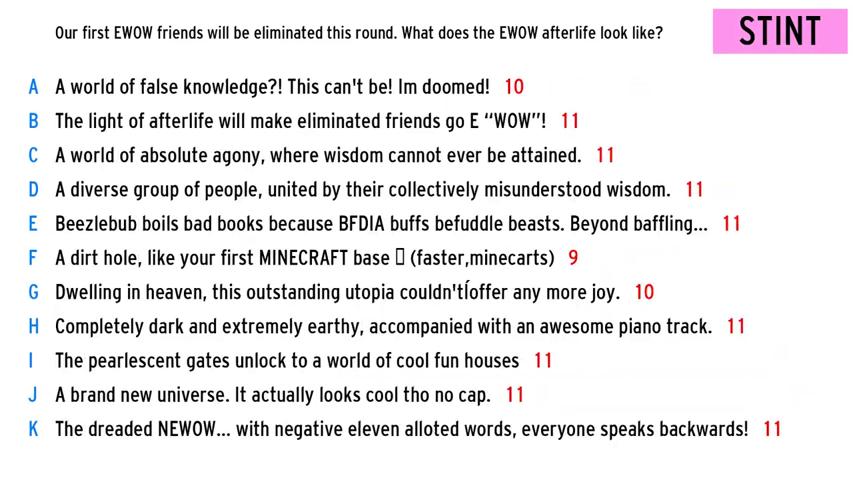 Our first EWOW friends will be eliminated this round. What does the EWOW afterlife look like?
STINT
A A world of false knowledge?! This can't be! Im doomed! 10
B The light of afterlife will make eliminated friends go E “WOW”! 11
C A world of absolute agony, where wisdom cannot ever be attained. 11
D A diverse group of people, united by their collectively misunderstood wisdom. 11
E Beezlebub boils bad books because BFDIA buffs befuddle beasts. Beyond baffling... 11
F A dirt hole, like your first MINECRAFT base ▯ (faster,minecarts) 9
G Dwelling in heaven, this outstanding utopia couldn'tÍoffer any more joy. 10
H Completely dark and extremely earthy, accompanied with an awesome piano track. 11
I The pearlescent gates unlock to a world of cool fun houses 11
J A brand new universe. It actually looks cool tho no cap. 11
K The dreaded NEWOW... with negative eleven alloted words, everyone speaks backwards! 11